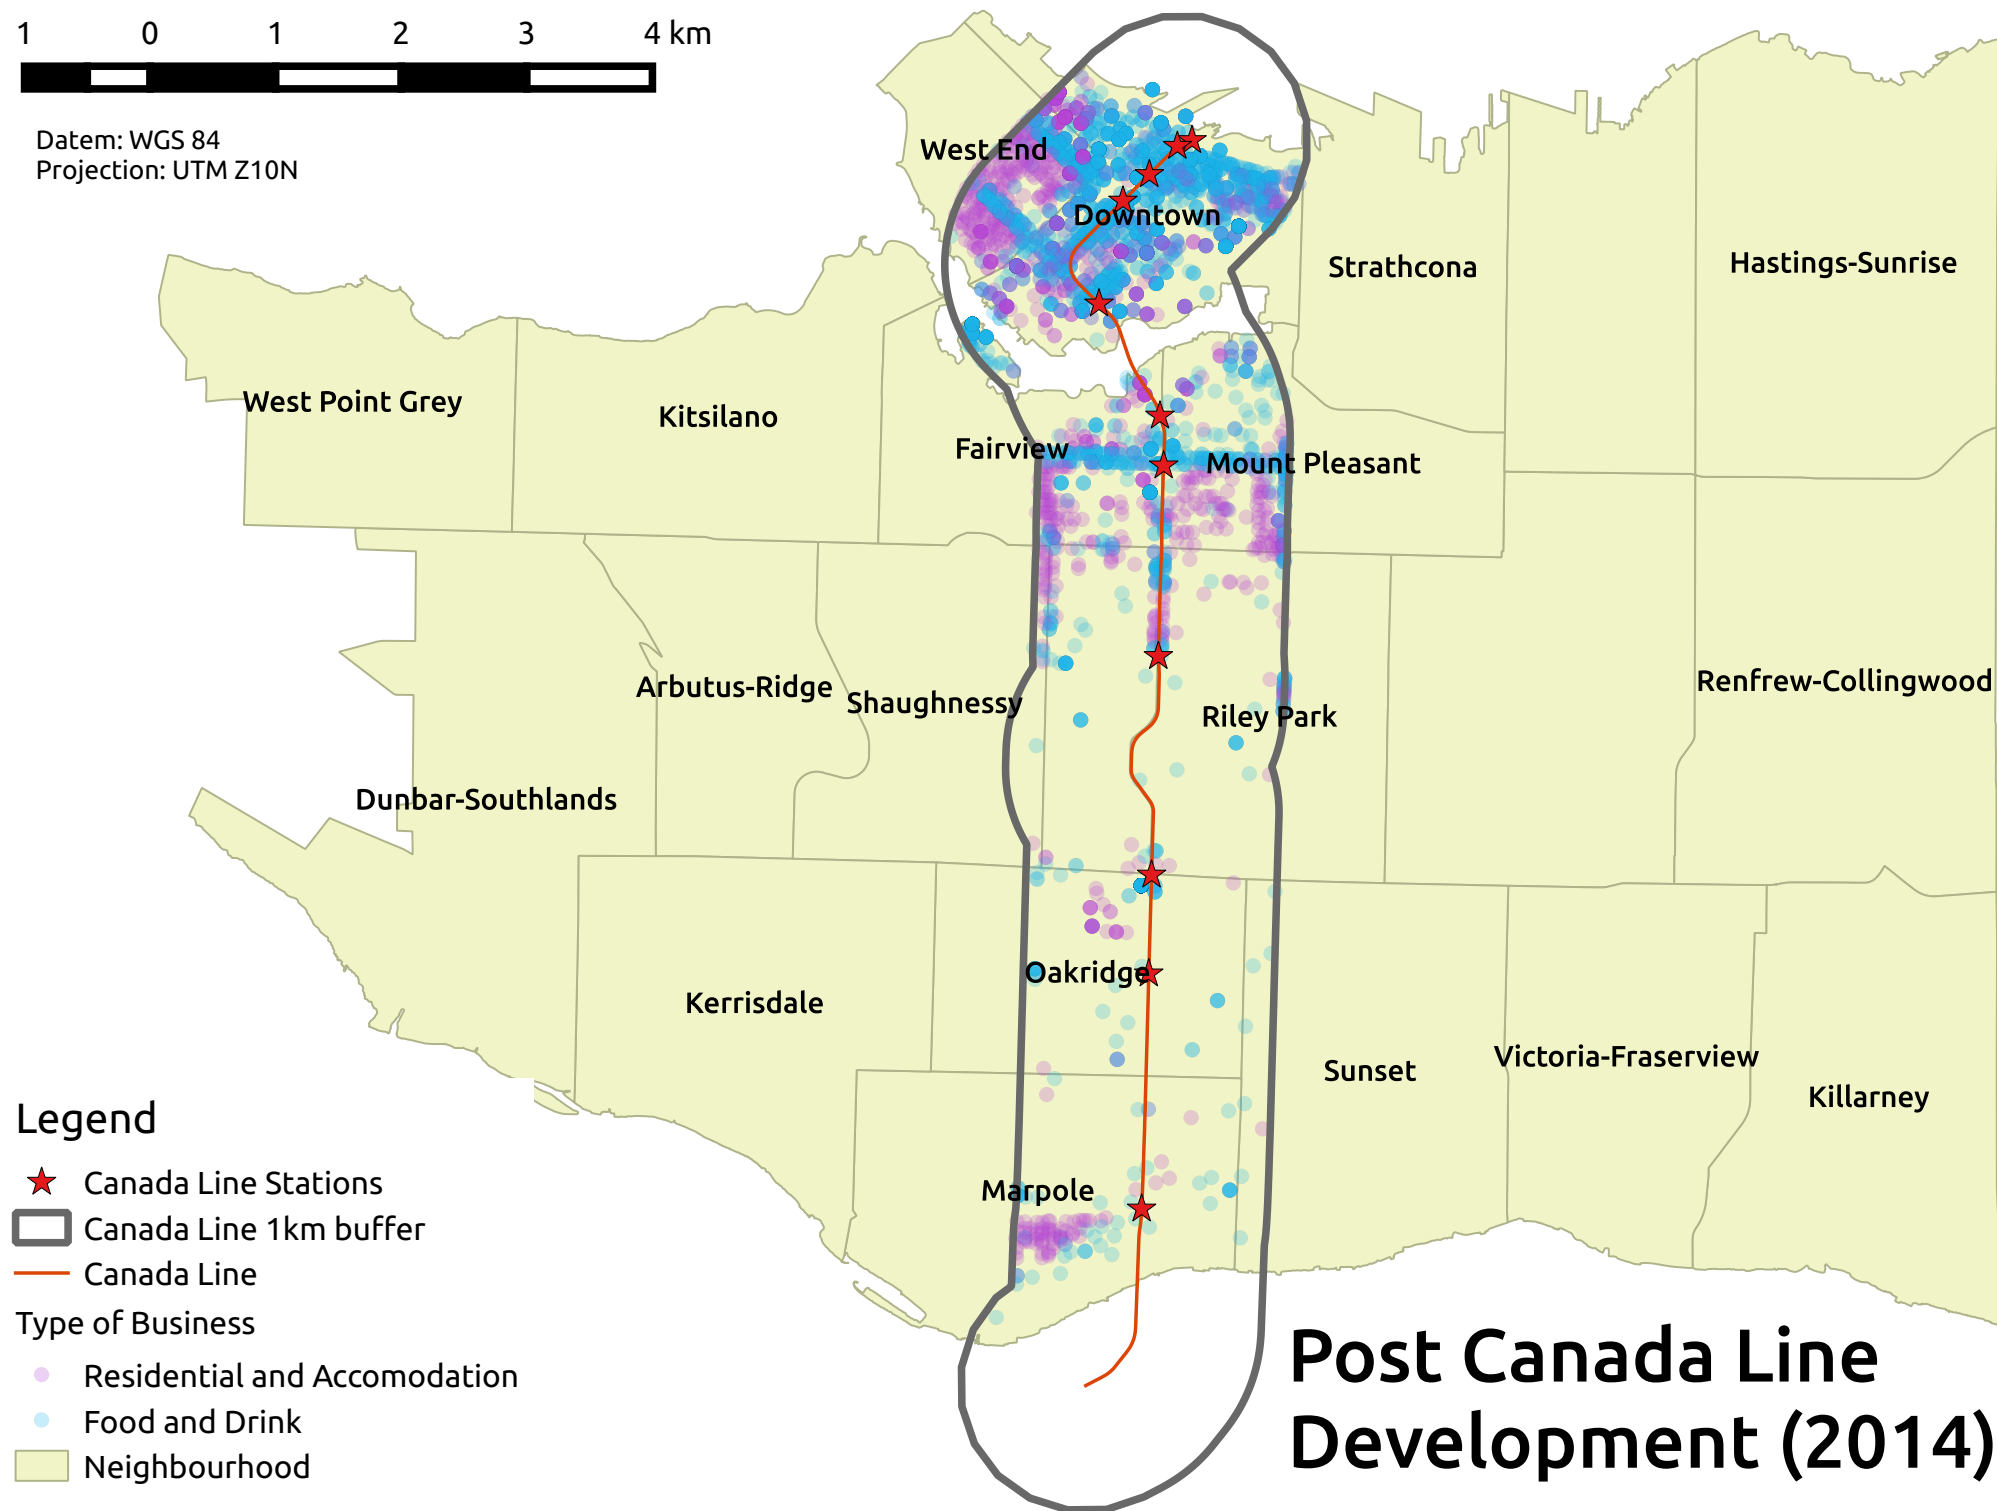 1 0 1 2 3 4 km
Datem: WGS 84
Projection: UTM Z10N
West End
Downtown
Strathcona
Hastings-Sunrise
West Point Grey
Kitsilano
Fairview
Mount Pleasant
Arbutus-Ridge
Shaughnessy
Riley Park
Renfrew-Collingwood
Dunbar-Southlands
Oakridge
Kerrisdale
Sunset
Victoria-Fraserview
Killarney
Marpole
Legend
Canada Line Stations
Canada Line 1km buffer
Canada Line
Type of Business
Residential and Accomodation
Food and Drink
Neighbourhood
Post Canada Line
Development (2014)